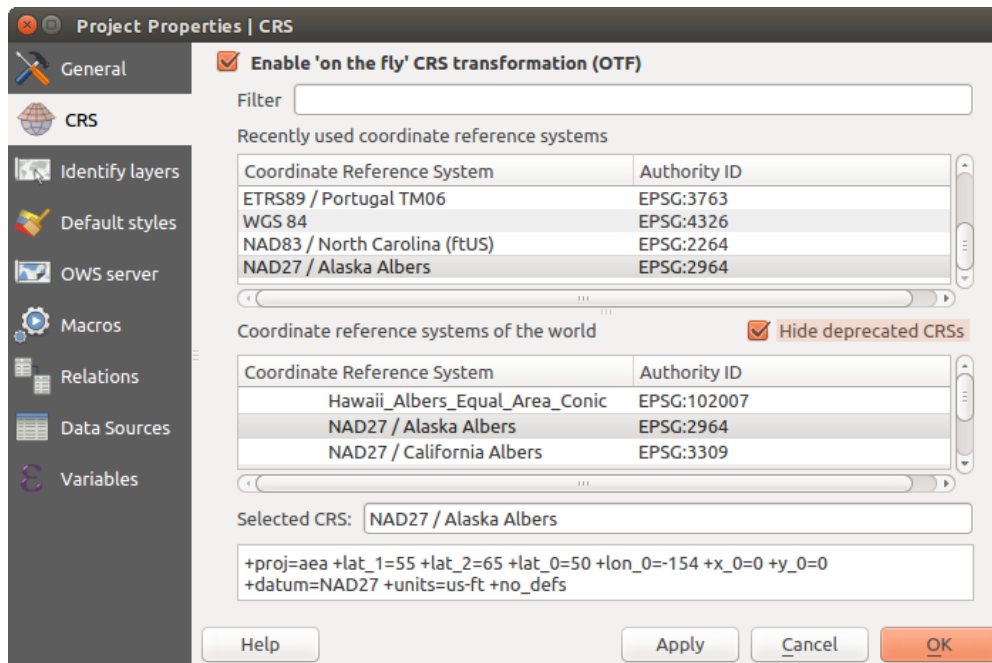 Project Properties | CRS
General
CRS
Identify layers
Default styles
OWS server
Macros
Relations
Data Sources
Variables
Enable 'on the fly' CRS transformation (OTF)
Filter
Recently used coordinate reference systems
Coordinate Reference System Authority ID
ETRS89 / Portugal TM06 EPSG:3763
WGS 84 EPSG:4326
NAD83 / North Carolina (ftUS) EPSG:2264
NAD27 / Alaska Albers EPSG:2964
Coordinate reference systems of the world Hide deprecated CRSs
Coordinate Reference System Authority ID
Hawaii_Albers_Equal_Area_Conic EPSG:102007
NAD27 / Alaska Albers EPSG:2964
NAD27 / California Albers EPSG:3309
Selected CRS: NAD27 / Alaska Albers
+proj=aea +lat_1=55 +lat_2=65 +lat_0=50 +lon_0=-154 +x_0=0 +y_0=0
+datum=NAD27 +units=us-ft +no_defs
Help Apply Cancel OK